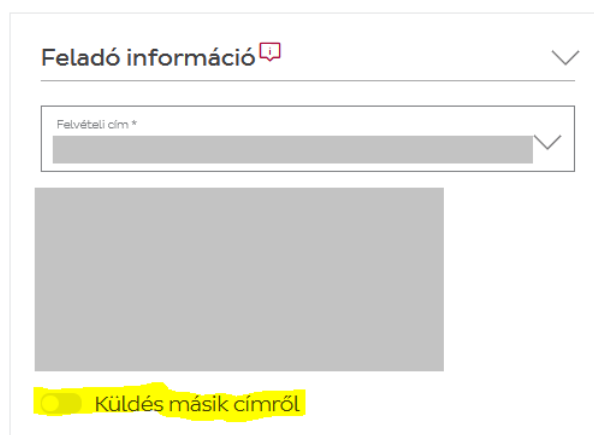 Feladó információ
Felvételi cím *
Küldés másik címről